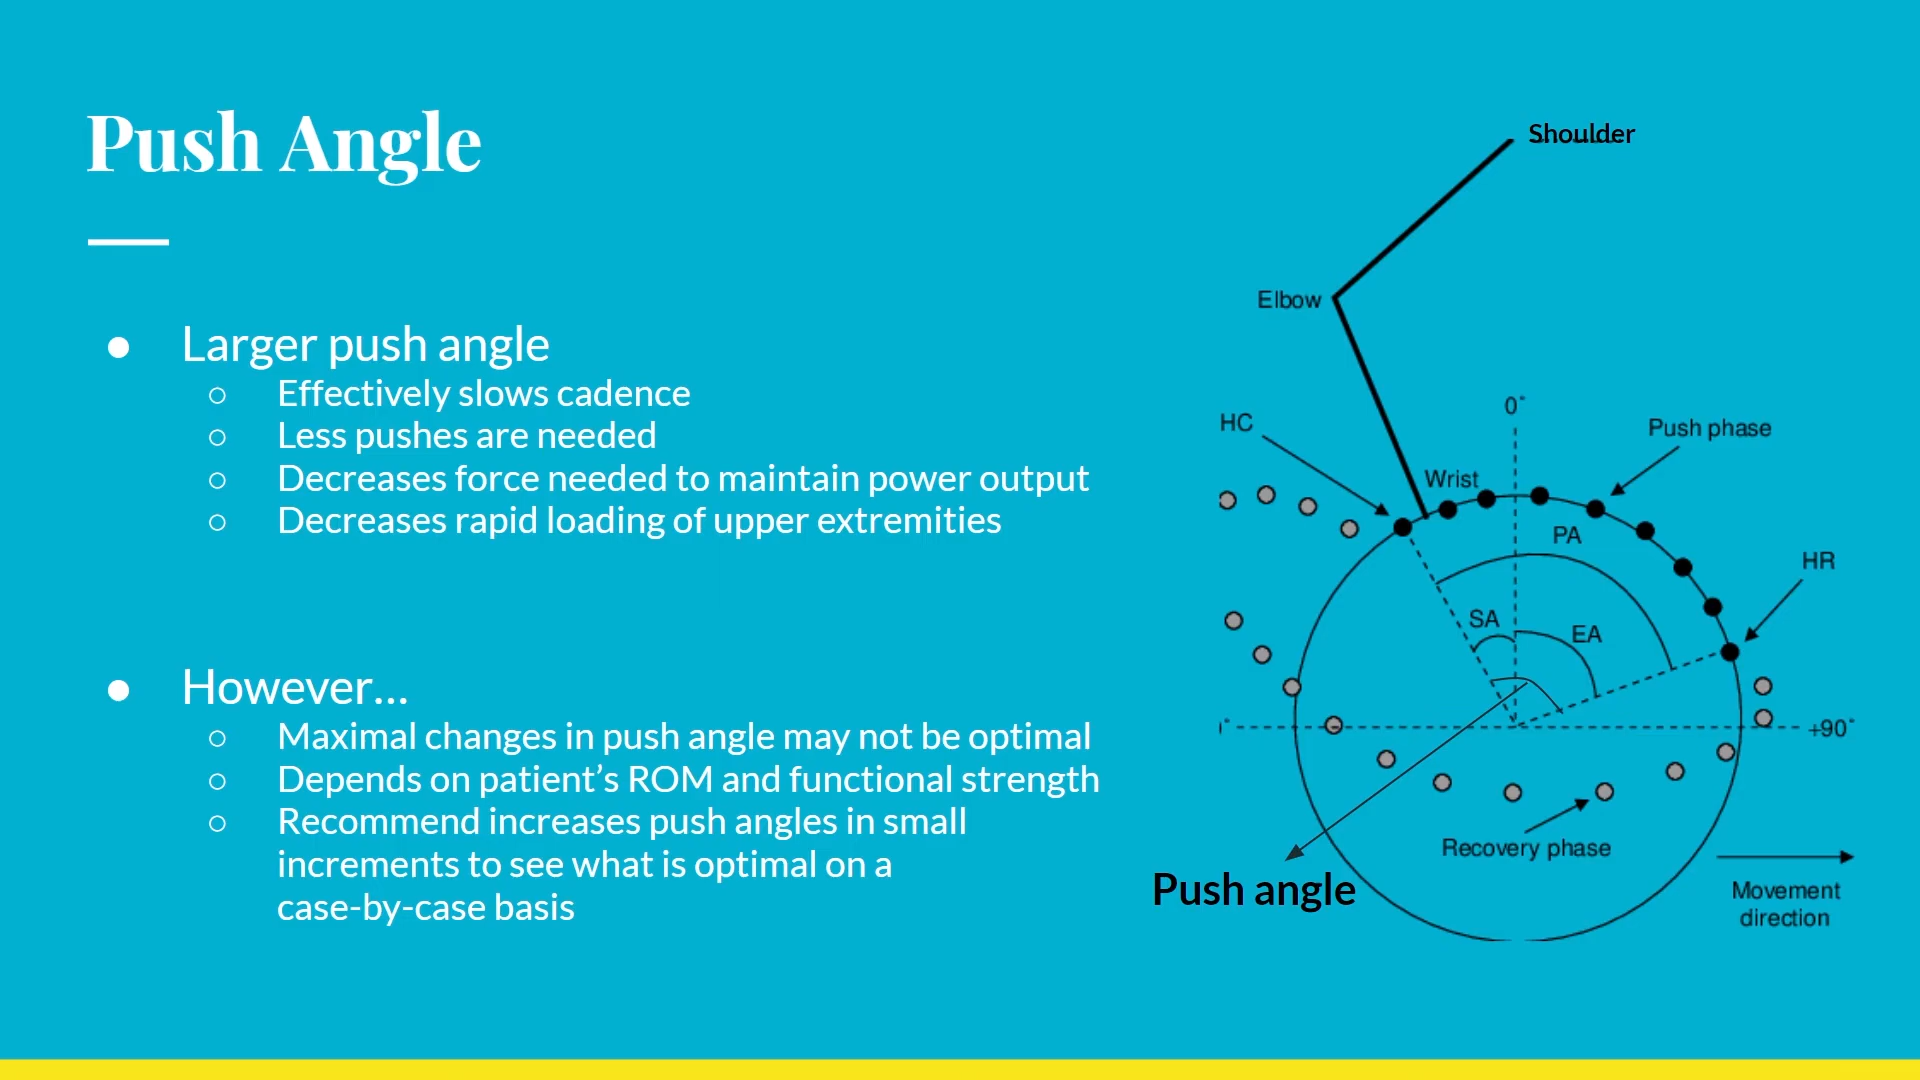 Push Angle
● Larger push angle
○ Effectively slows cadence
○ Less pushes are needed
○ Decreases force needed to maintain power output
○ Decreases rapid loading of upper extremities
● However...
○ Maximal changes in push angle may not be optimal
○ Depends on patient’s ROM and functional strength
○ Recommend increases push angles in small
increments to see what is optimal on a
case-by-case basis
Shoulder
Elbow
HC
0°
Push phase
Wrist
PA
HR
SA
EA
+90°
Recovery phase
Push angle
Movement
direction